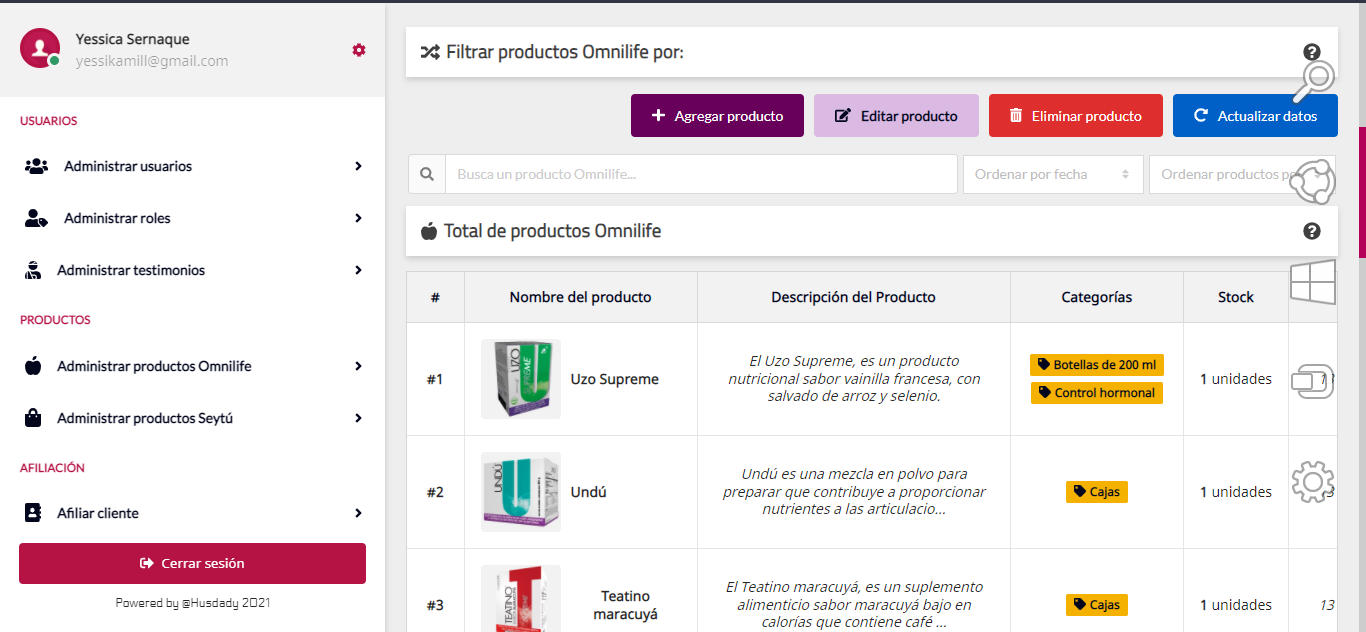 Yessica Sernaque
yessikamill@gmail.com
USUARIOS
Administrar usuarios
Administrar roles
Administrar testimonios
PRODUCTOS
Administrar productos Omnilife
Administrar productos Seytú
AFILIACIÓN
Afiliar cliente
Cerrar sesión
Powered by @Husdady 2021
Filtrar productos Omnilife por:
Agregar producto
Editar producto
Eliminar producto
Actualizar datos
Busca un producto Omnilife...
Ordenar por fecha
Ordenar productos
Total de productos Omnilife
# Nombre del producto Descripción del Producto Categorías Stock
#1
UZO
SUPREME
Uzo Supreme
El Uzo Supreme, es un producto
nutricional sabor vainilla francesa, con
salvado de arroz y selenio.
Botellas de 200 ml
Control hormonal
1 unidades
#2
UNDÚ
Undú
Undú es una mezcla en polvo para
preparar que contribuye a proporcionar
nutrientes a las articulacio...
Cajas
1 unidades
#3
TEATINO
Teatino
maracuyá
El Teatino maracuyá, es un suplemento
alimenticio sabor maracuyá bajo en
calorías que contiene café ...
Cajas
1 unidades
13